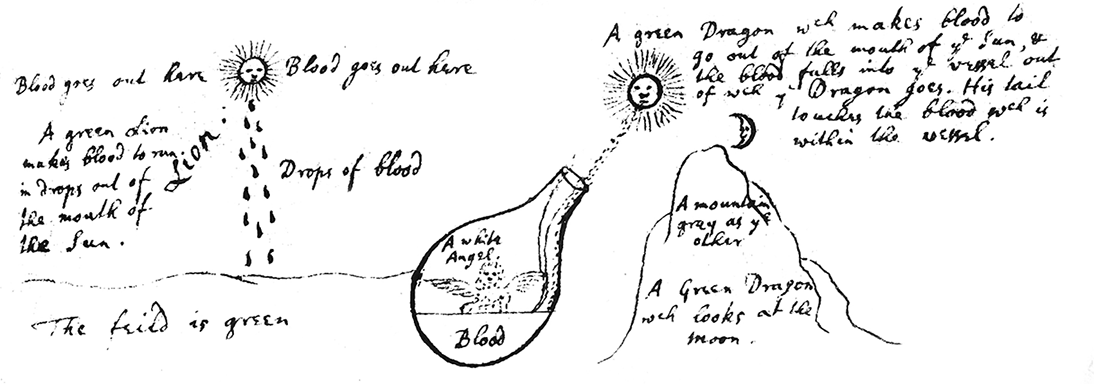 Blood goes out here
Blood goes out here
A green Lion
makes blood to run
in drops out of
the mouth of
the Sun.
Lion
Drops of blood
The feild is green
A white
Angel.
Blood
A green Dragon wch makes blood to
go out of the mouth of ye Sun, &
the blood falls into ye vessel out
of wch ye Dragon goes. His tail
touches the blood wch is
within the vessel.
A mountain
gray as ye
other
A Green Dragon
wch looks at the
moon.